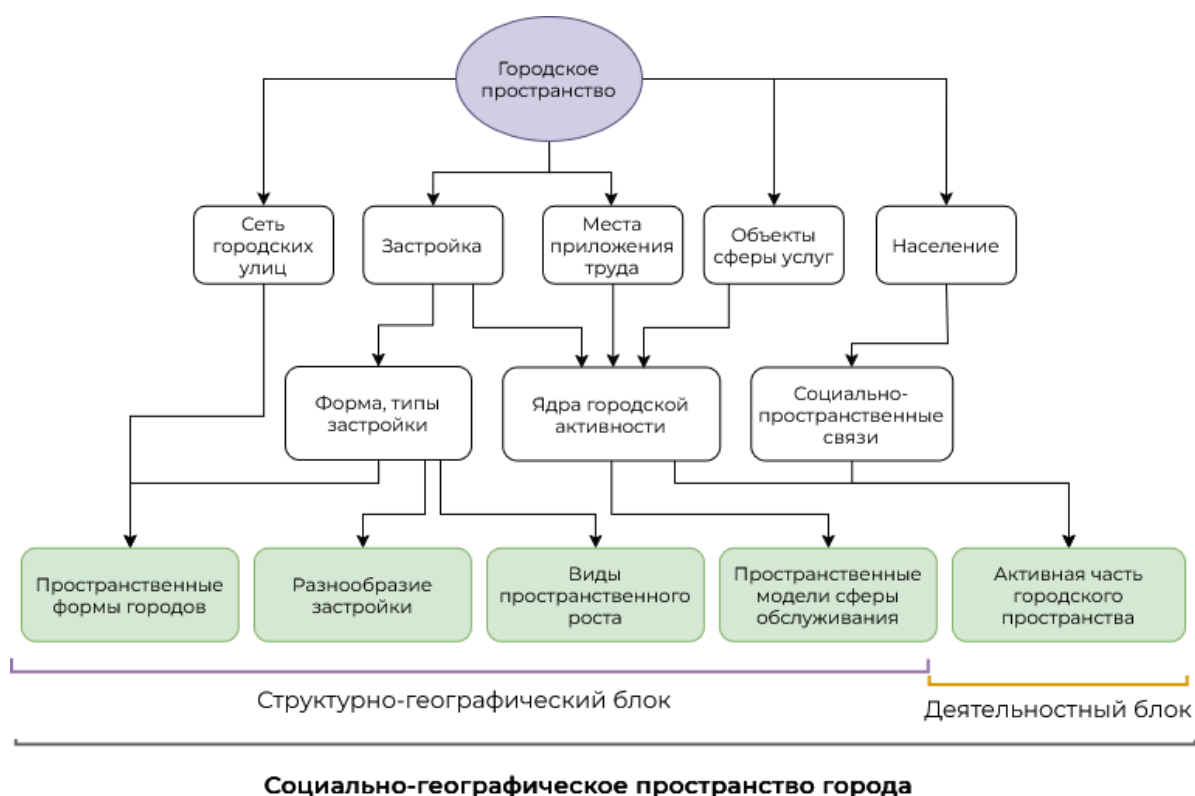 Городское
пространство
Сеть
городских
улиц
Застройка
Места
приложения
труда
Объекты
сферы услуг
Население
Форма, типы
застройки
Ядра городской
активности
Социально-
пространственные
связи
Пространственные
формы городов
Разнообразие
застройки
Виды
пространственного
роста
Пространственные
модели сферы
обслуживания
Активная часть
городского
пространства
Структурно-географический блок
Деятельностный блок
Социально-географическое пространство города